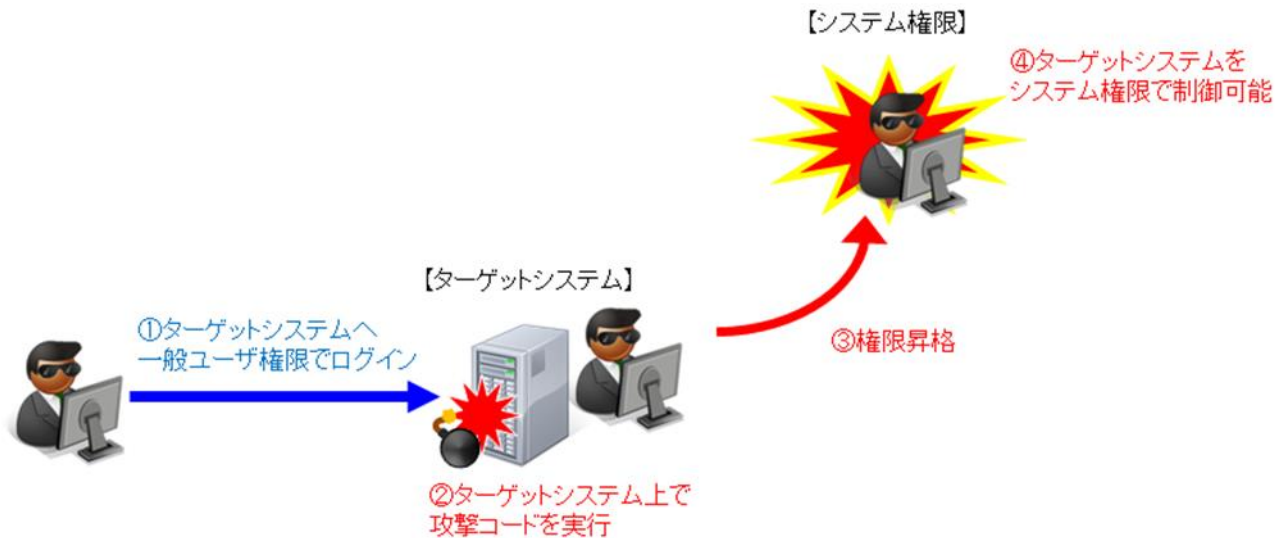 【システム権限】
④ターゲットシステムを
システム権限で制御可能
【ターゲットシステム】
①ターゲットシステムへ
一般ユーザ権限でログイン
③権限昇格
②ターゲットシステム上で
攻撃コードを実行